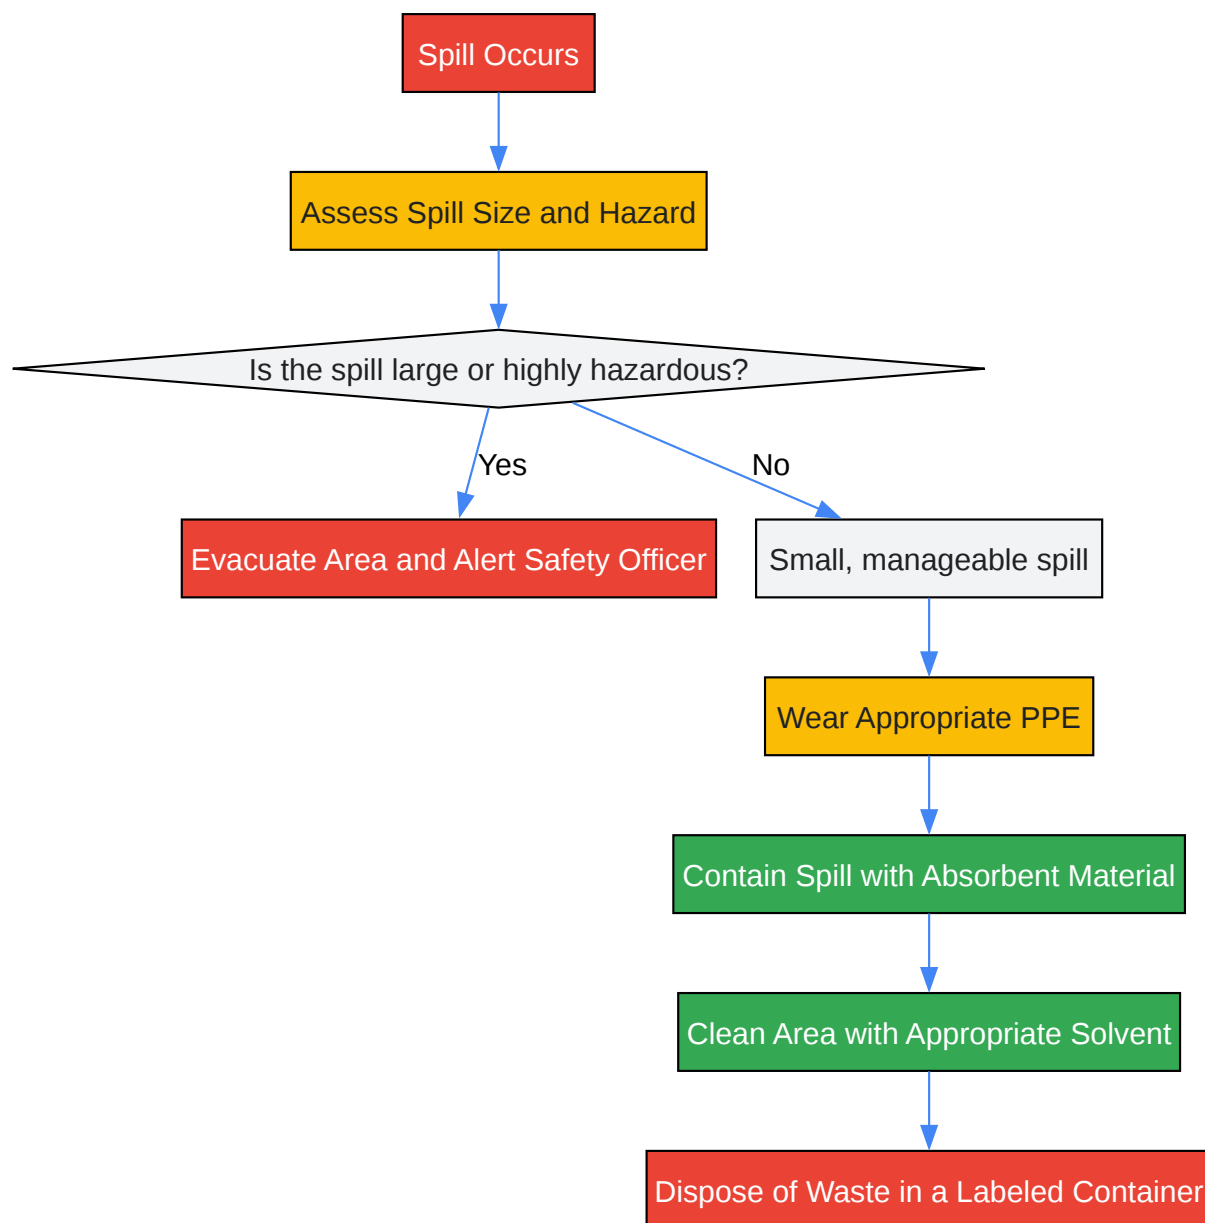 Spill Occurs
Assess Spill Size and Hazard
Is the spill large or highly hazardous?
Yes
No
Evacuate Area and Alert Safety Officer
Small, manageable spill
Wear Appropriate PPE
Contain Spill with Absorbent Material
Clean Area with Appropriate Solvent
Dispose of Waste in a Labeled Container